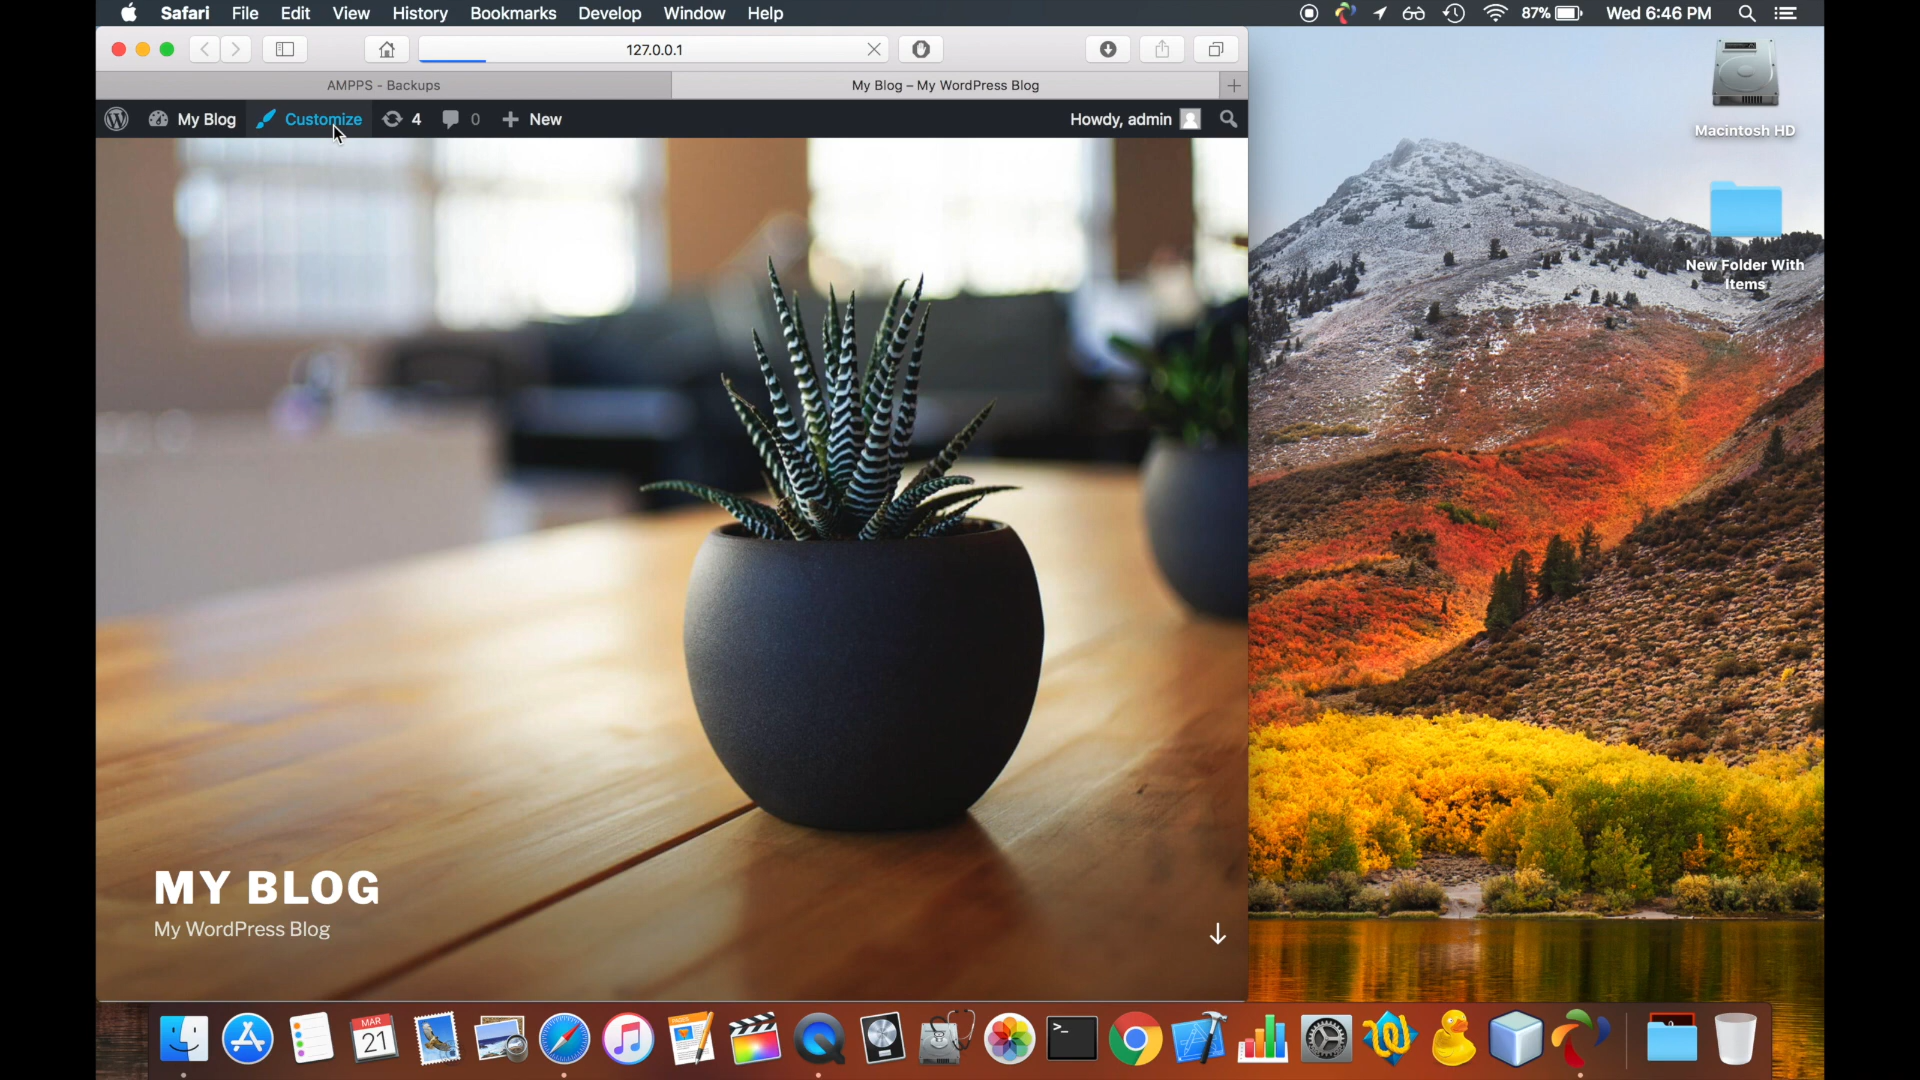 Safari File Edit View History Bookmarks Develop Window Help 87% Wed 6:46 PM
127.0.0.1
AMPPS - Backups My Blog – My WordPress Blog
My Blog Customize 4 0 New Howdy, admin
Macintosh HD
New Folder With
Items
MY BLOG
My WordPress Blog
MAR
21
>_